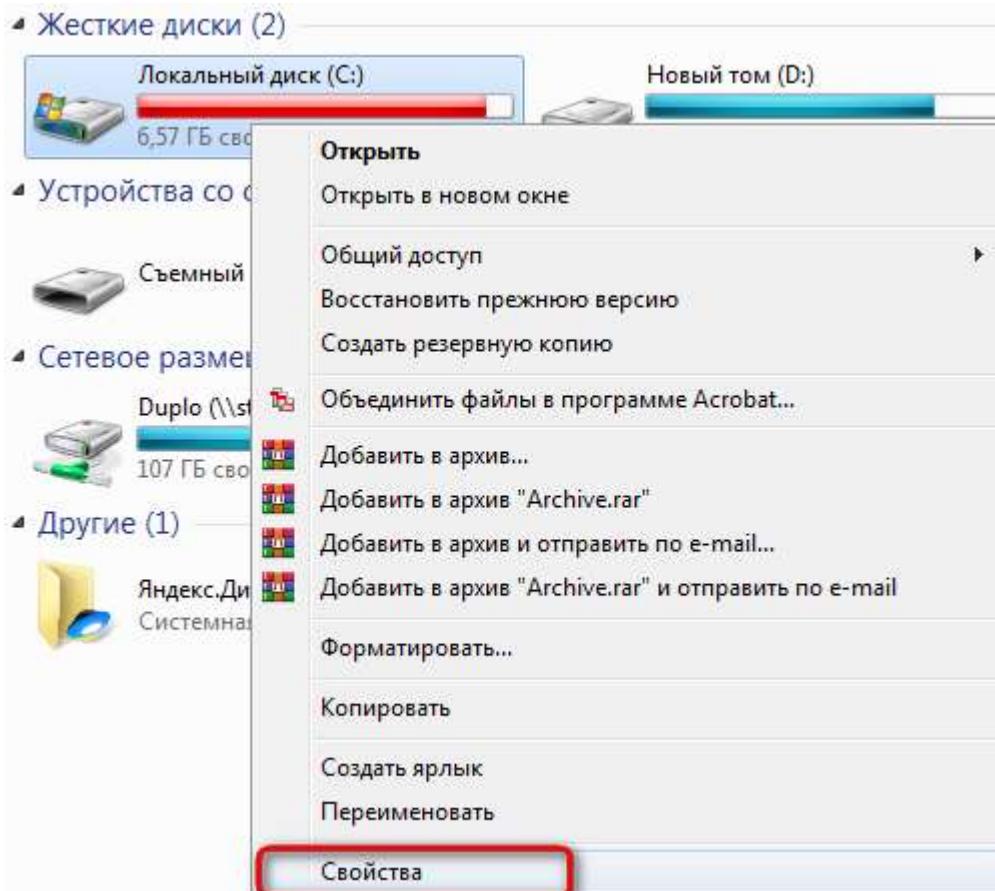 Жесткие диски (2)
Локальный диск (C:)
Новый том (D:)
6,57 ГБ
Открыть
Открыть в новом окне
Устройства со
Общий доступ
Съемный
Восстановить прежнюю версию
Создать резервную копию
Сетевое
Duplo (\\st
Объединить файлы в программе Acrobat...
107 ГБ
Добавить в архив...
Добавить в архив "Archive.rar"
Другие (1)
Добавить в архив и отправить по e-mail...
Яндекс.Ди
Добавить в архив "Archive.rar" и отправить по e-mail
Системна
Форматировать...
Копировать
Создать ярлык
Переименовать
Свойства